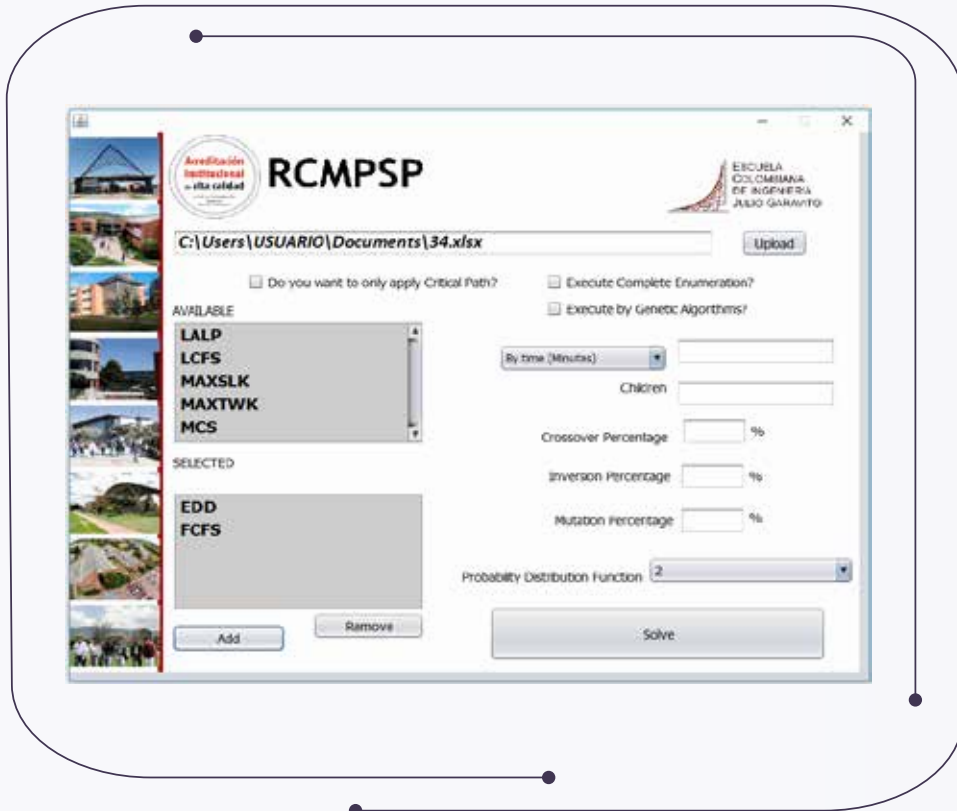 Acreditación
Institucional
de alta calidad
RCMPSP
ESCUELA
COLOMBIANA
DE INGENIERÍA
JULIO GARAVITO
C:\Users\USUARIO\Documents\34.xlsx
Upload
Do you want to only apply Critical Path?
Execute Complete Enumeration?
Execute by Genetic Algorithms?
AVAILABLE
LALP
LCFS
MAXSLK
MAXTWK
MCS
By time (Minutes)
Children
Crossover Percentage %
SELECTED
Inversion Percentage %
EDD
FCFS
Mutation Percentage %
Probability Distribution Function 2
Add
Remove
Solve